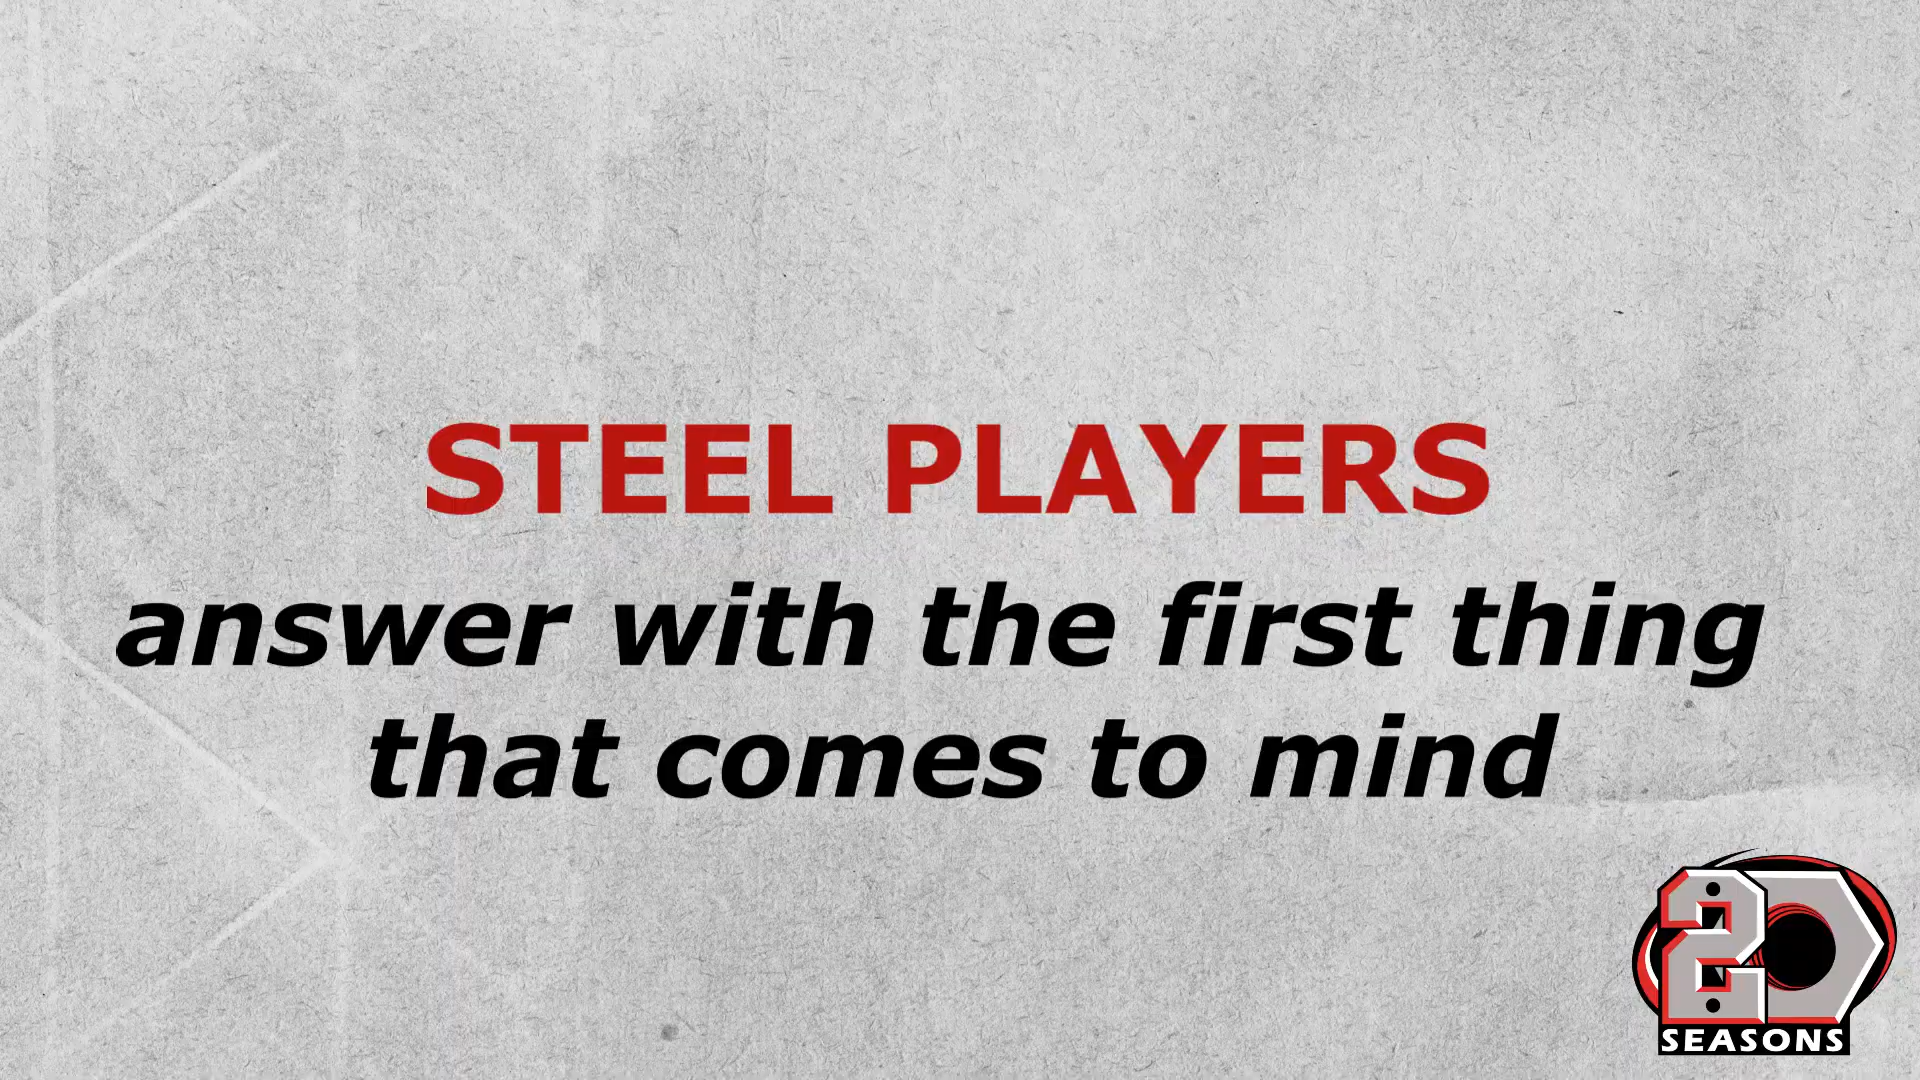 STEEL PLAYERS
answer with the first thing
that comes to mind
20
SEASONS